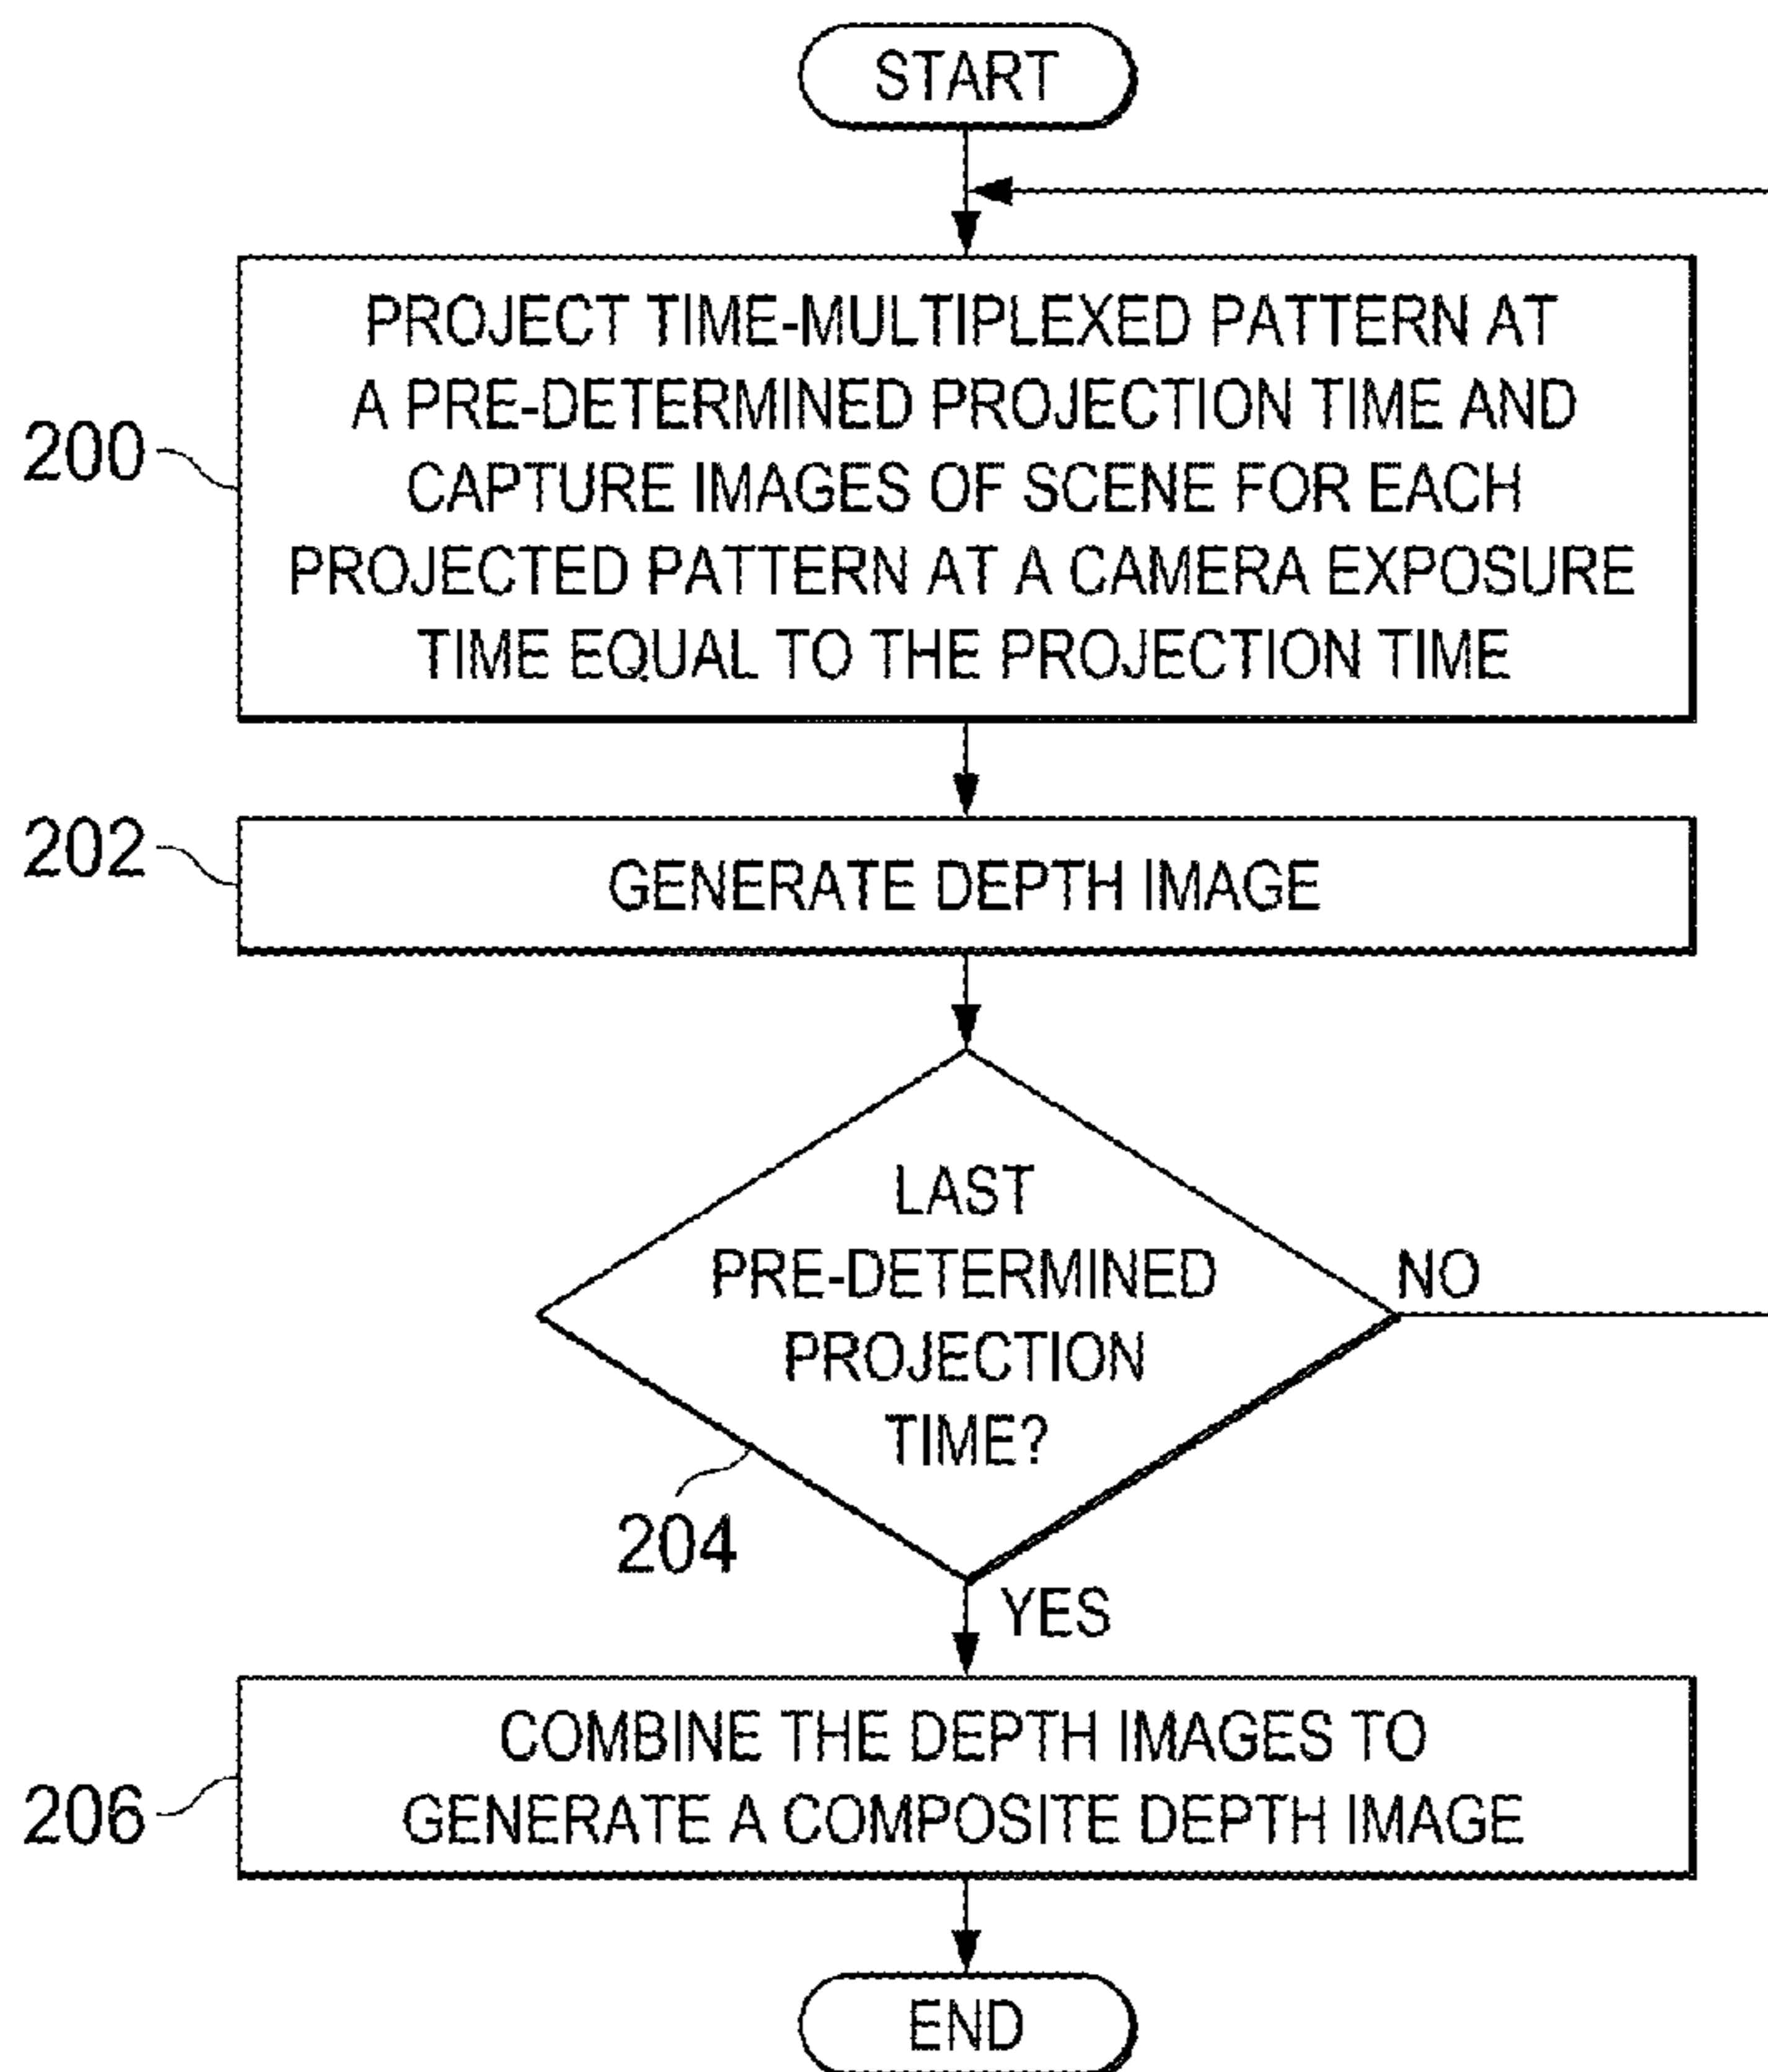 START
PROJECT TIME-MULTIPLEXED PATTERN AT
A PRE-DETERMINED PROJECTION TIME AND
CAPTURE IMAGES OF SCENE FOR EACH
PROJECTED PATTERN AT A CAMERA EXPOSURE
TIME EQUAL TO THE PROJECTION TIME
200
202
GENERATE DEPTH IMAGE
LAST
PRE-DETERMINED
PROJECTION
TIME?
NO
204
YES
COMBINE THE DEPTH IMAGES TO
GENERATE A COMPOSITE DEPTH IMAGE
206
END